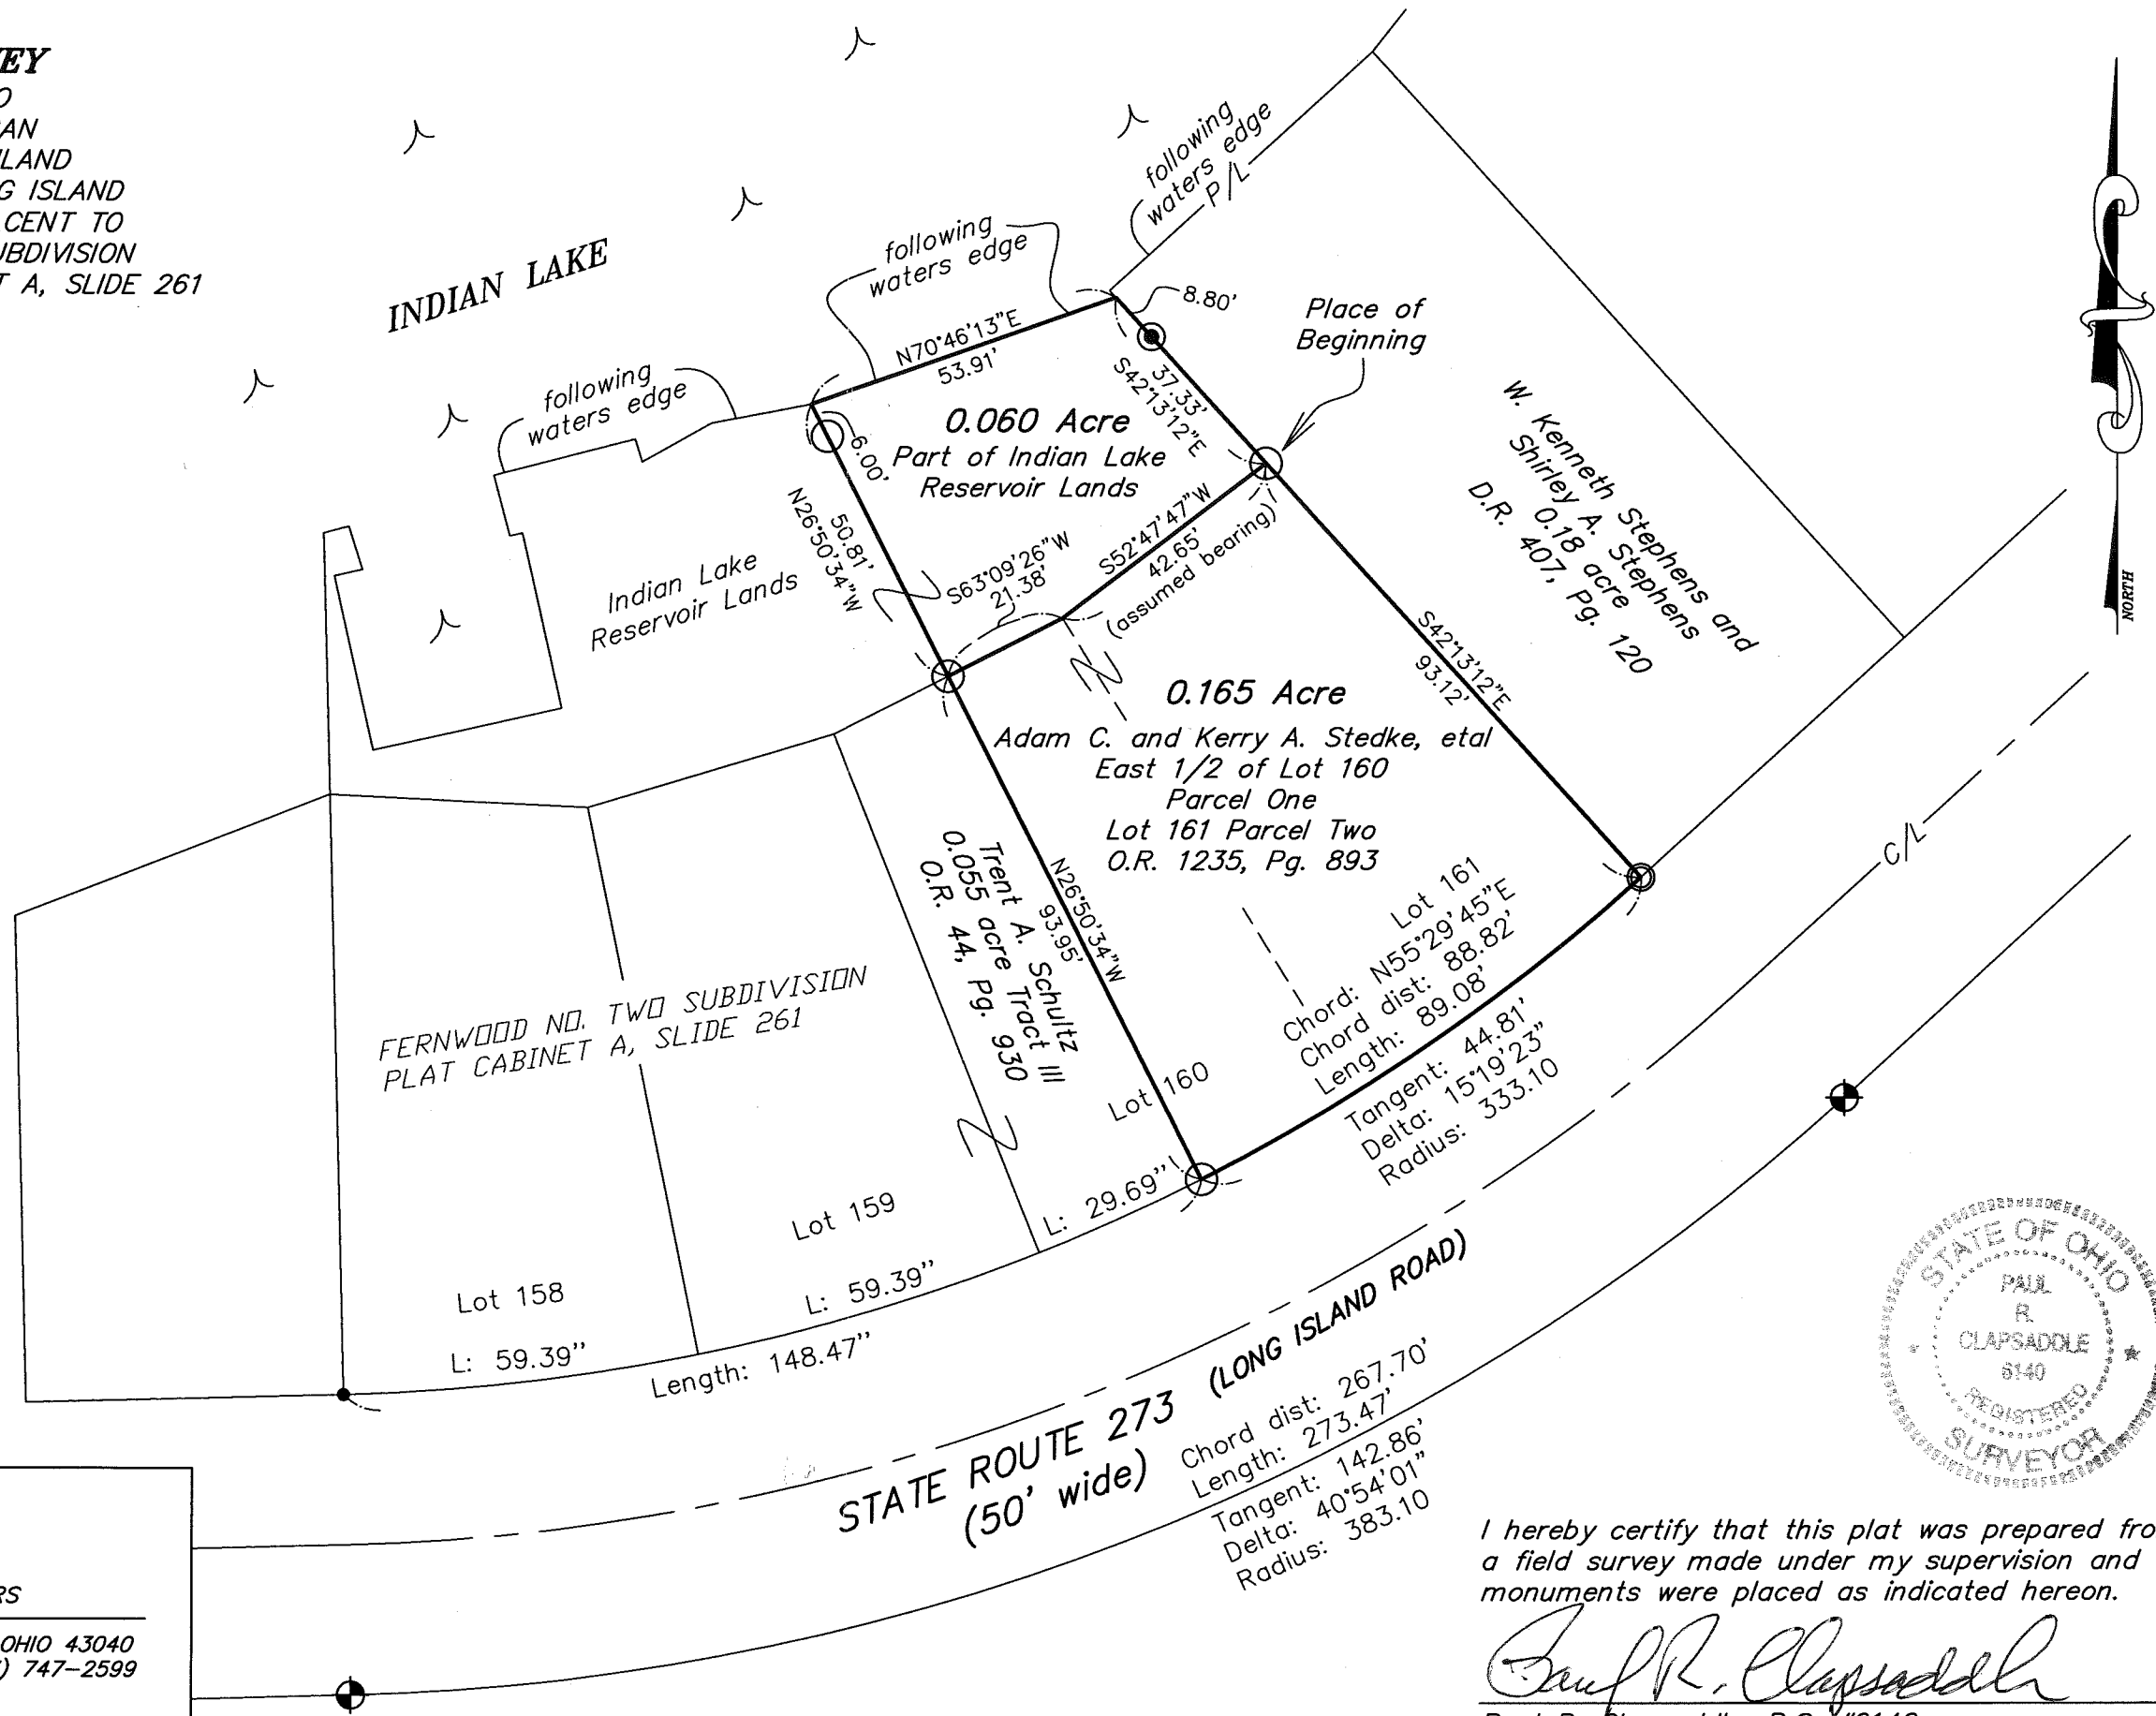 EY
O
AN
LAND
G ISLAND
CENT TO
UBDIVISION
T A, SLIDE 261
INDIAN LAKE
following
waters edge
P/L
following
waters edge
8.80'
Place of
Beginning
N70°46'13"E
53.91'
following
waters edge
37.33'
S42°13'12"E
0.060 Acre
Part of Indian Lake
Reservoir Lands
6.00'
50.81'
N26°50'34"W
S52°47'47"W
42.65'
(assumed bearing)
S63°09'26"W
21.38'
Indian Lake
Reservoir Lands
W. Kenneth Stephens and
Shirley A. Stephens
0.18 acre
D.R. 407, Pg. 120
NORTH
S42°13'12"E
93.12'
0.165 Acre
Adam C. and Kerry A. Stedke, etal
East 1/2 of Lot 160
Parcel One
Lot 161 Parcel Two
O.R. 1235, Pg. 893
C/L
Trent A. Schultz
0.055 acre Tract III
O.R. 44, Pg. 930
N26°50'34"W
93.95'
Lot 161
Chord: N55°29'45"E
Chord dist: 88.82'
Length: 89.08'
Tangent: 44.81'
Delta: 15°19'23"
Radius: 333.10
FERNWOOD NO. TWO SUBDIVISION
PLAT CABINET A, SLIDE 261
Lot 160
L: 29.69"
Lot 159
L: 59.39"
Lot 158
L: 59.39"
Length: 148.47"
STATE ROUTE 273 (LONG ISLAND ROAD)
(50' wide)
Chord dist: 267.70'
Length: 273.47'
Tangent: 142.86'
Delta: 40°54'01"
Radius: 383.10
STATE OF OHIO
PAUL
R.
CLAPSADDLE
6140
REGISTERED
SURVEYOR
RS
OHIO 43040
) 747-2599
I hereby certify that this plat was prepared fro
a field survey made under my supervision and
monuments were placed as indicated hereon.
Paul R. Clapsaddle